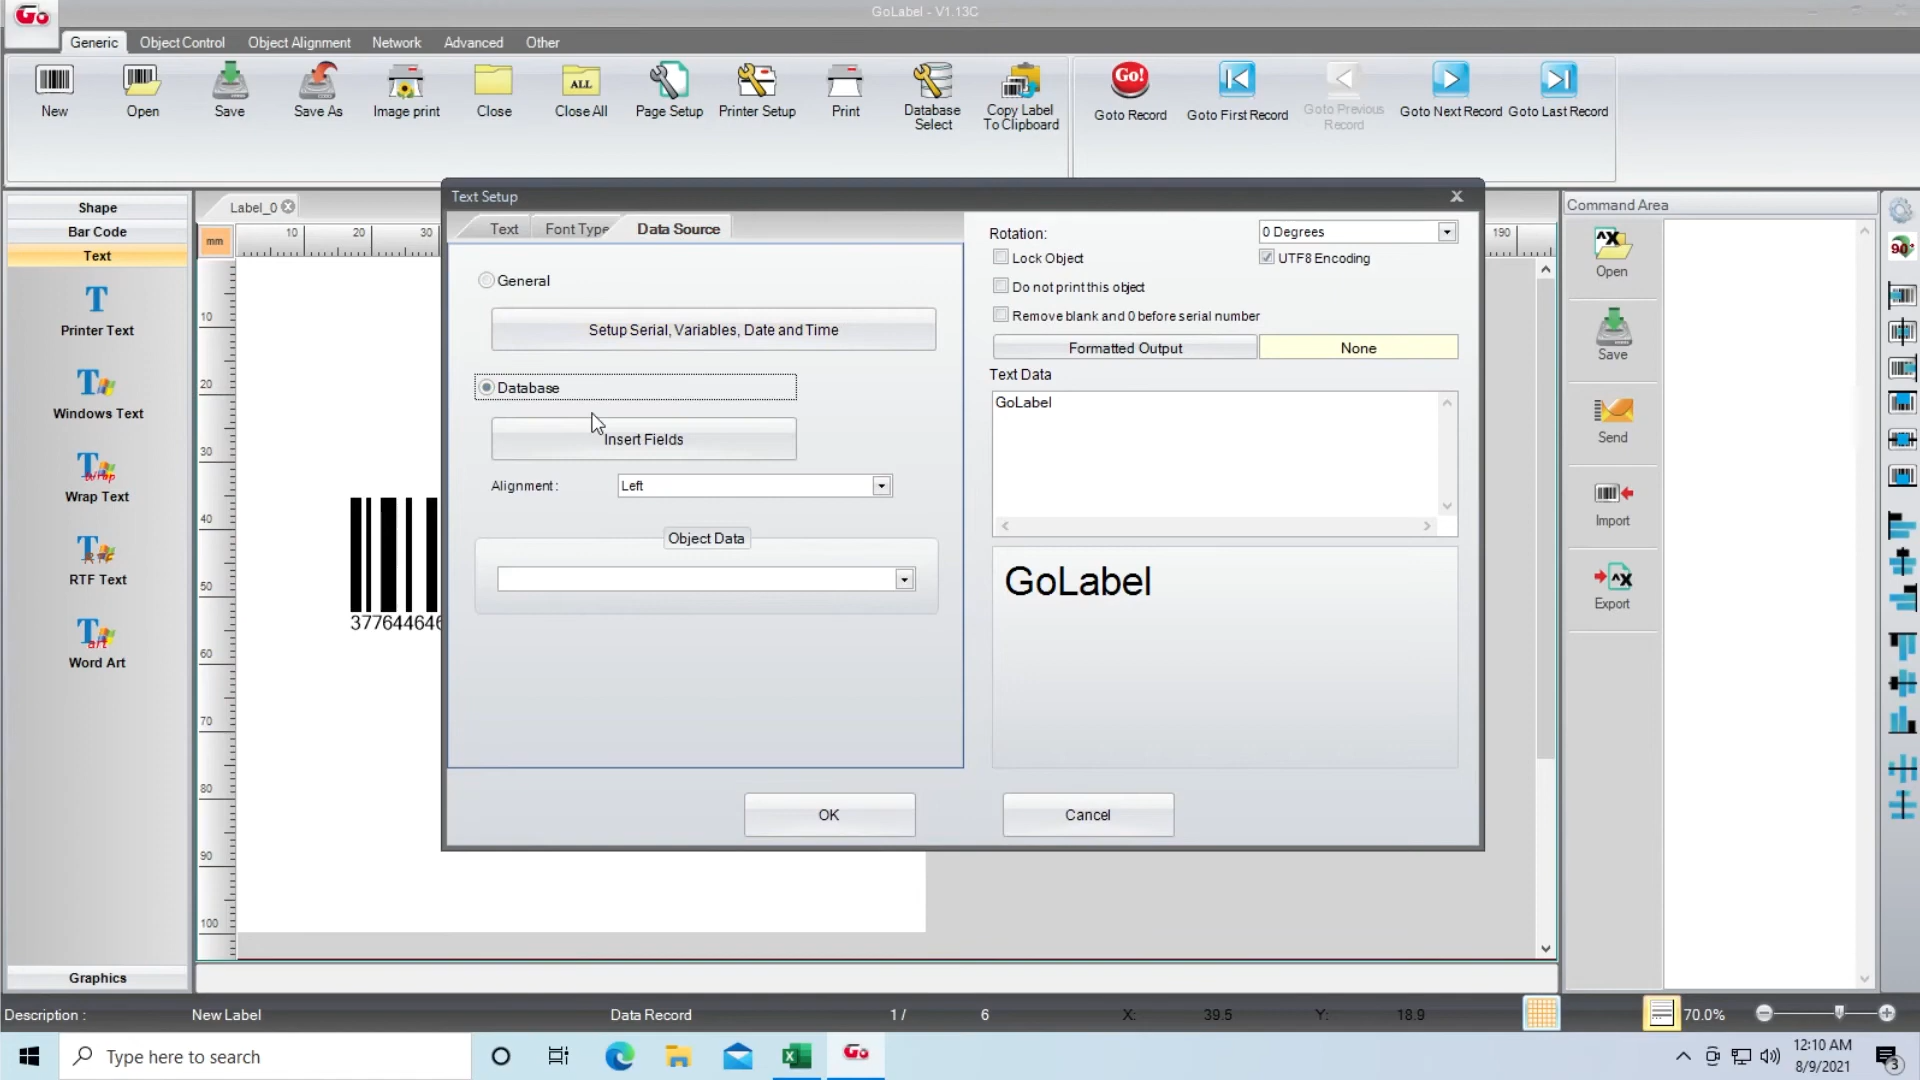 GoLabel - V1.13C
Go
Generic Object Control Object Alignment Network Advanced Other
New
Open
Save
Save As
Image print
Close
ALL
Close All
Page Setup
Printer Setup
Print
Database
Select
Copy Label
To Clipboard
Go!
Goto Record
Goto First Record
Goto Previous
Record
Goto Next Record
Goto Last Record
Shape
Bar Code
Text
T
Printer Text
Windows Text
Wrap Text
RTF Text
Word Art
Graphics
Label_0
mm
10 20 30
190
10
20
30
40
50
60
70
80
90
100
377644646
Text Setup
X
Text Font Type Data Source
General
Setup Serial, Variables, Date and Time
Database
Insert Fields
Alignment: Left
Object Data
Rotation: 0 Degrees
Lock Object
UTF8 Encoding
Do not print this object
Remove blank and 0 before serial number
Formatted Output None
Text Data
GoLabel
GoLabel
OK Cancel
Command Area
Open
Save
Send
Import
Export
90°
Description : New Label Data Record 1 / 6 X: 39.5 Y: 18.9 70.0%
Type here to search
12:10 AM
8/9/2021
3